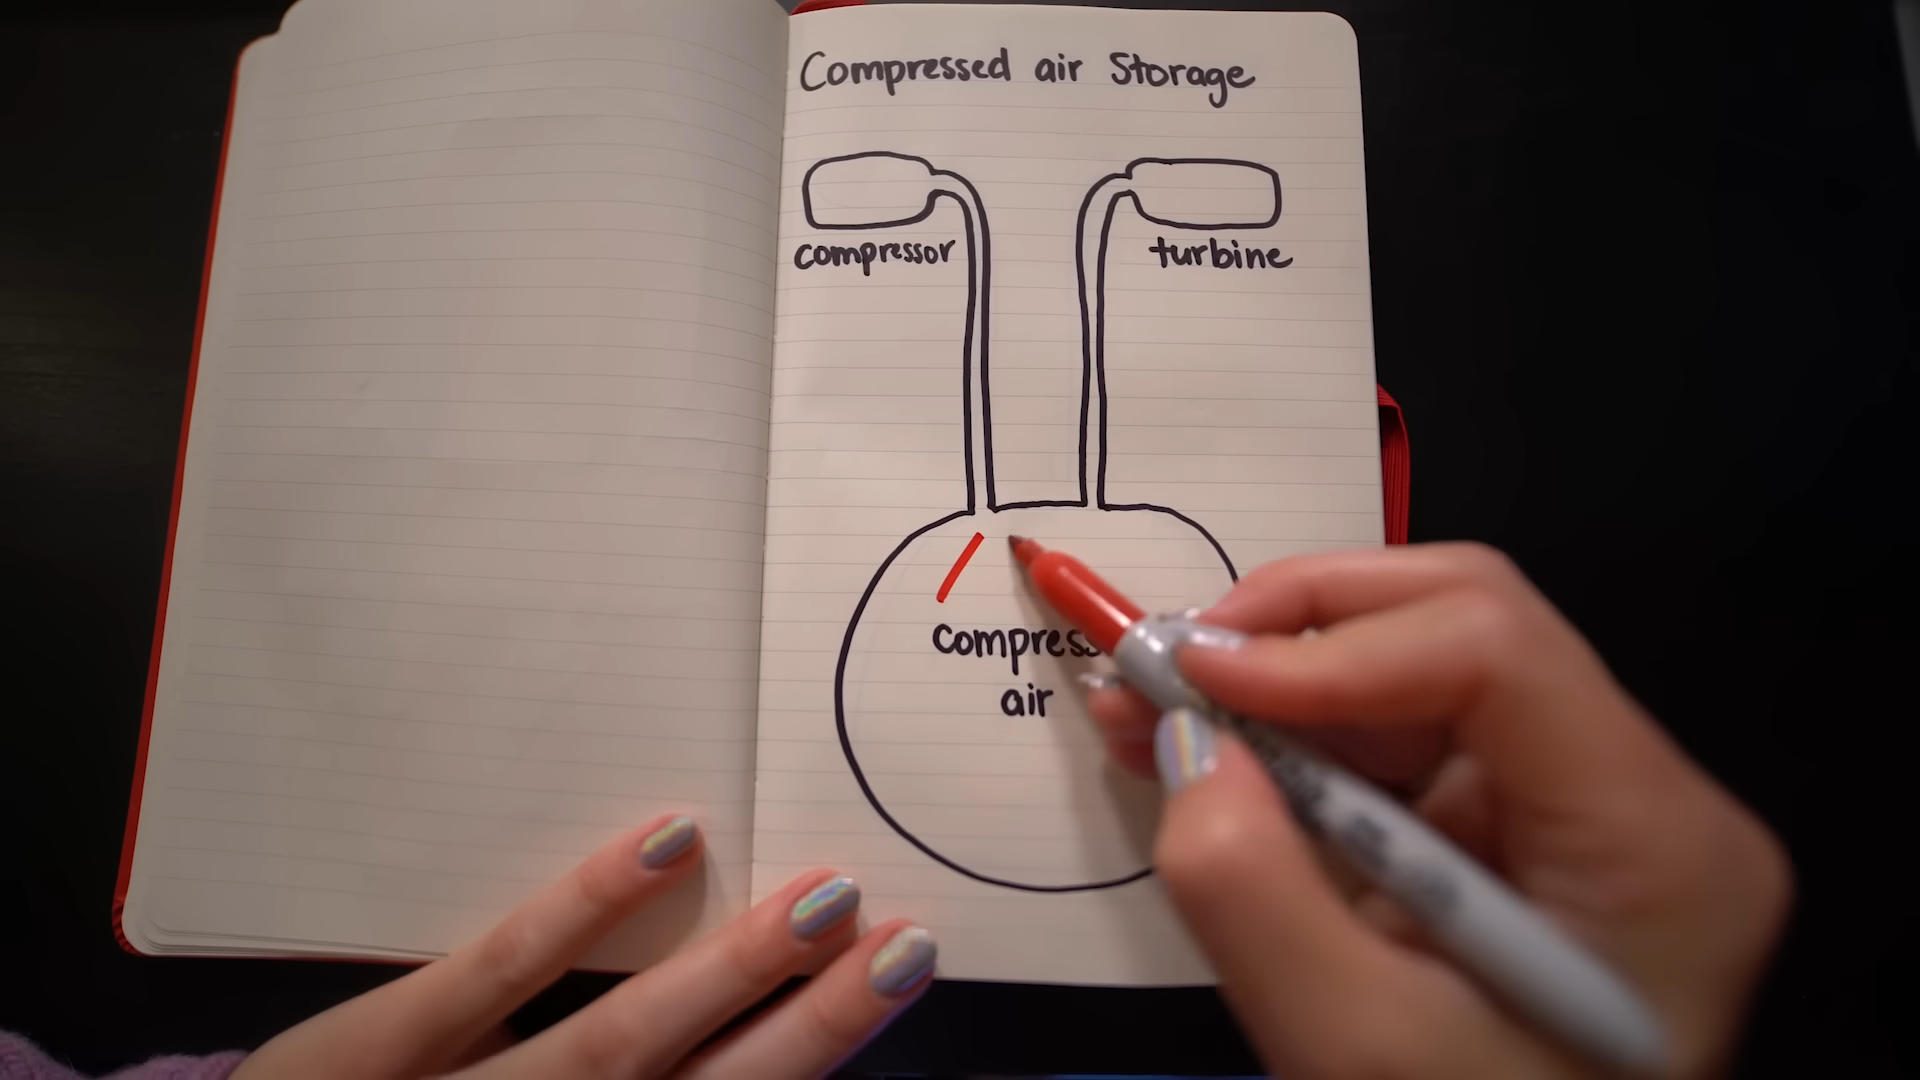 Compressed air Storage
compressor
turbine
compress
air